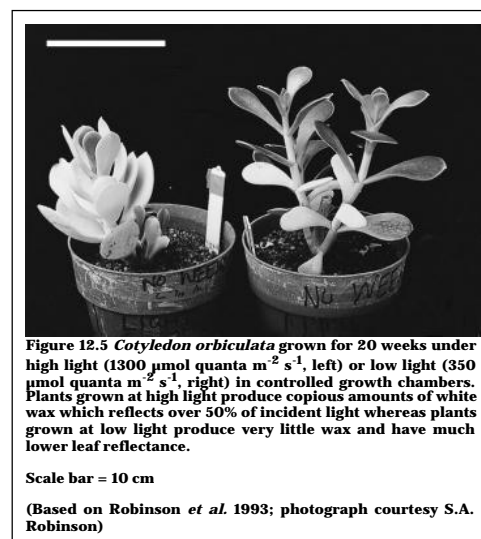 NO WEE
NO WEE
Figure 12.5 Cotyledon orbiculata grown for 20 weeks under
high light (1300 μmol quanta m-2 s-1, left) or low light (350
μmol quanta m-2 s-1, right) in controlled growth chambers.
Plants grown at high light produce copious amounts of white
wax which reflects over 50% of incident light whereas plants
grown at low light produce very little wax and have much
lower leaf reflectance.
Scale bar = 10 cm
(Based on Robinson et al. 1993; photograph courtesy S.A.
Robinson)